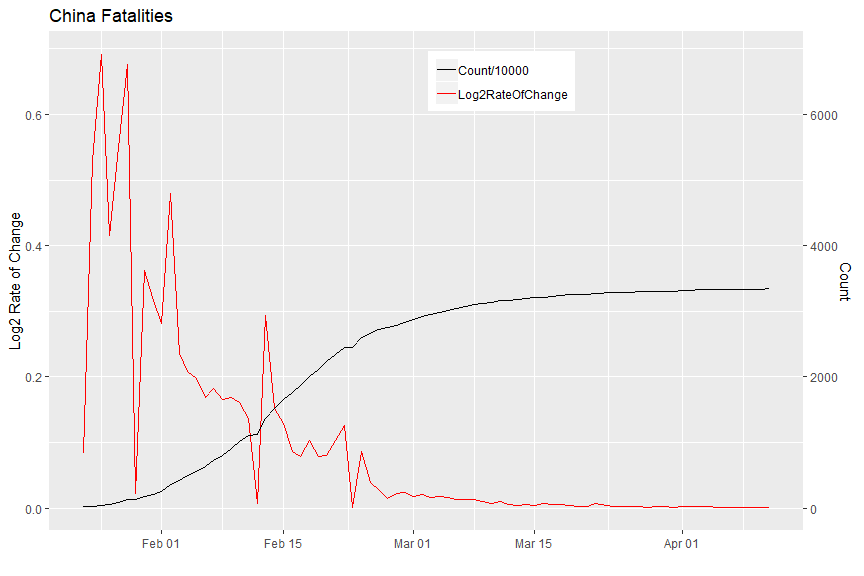 China Fatalities
Count/10000
Log2RateOfChange
Log2 Rate of Change
0.6
0.4
0.2
0.0
6000
4000
2000
0
Count
Feb 01
Feb 15
Mar 01
Mar 15
Apr 01